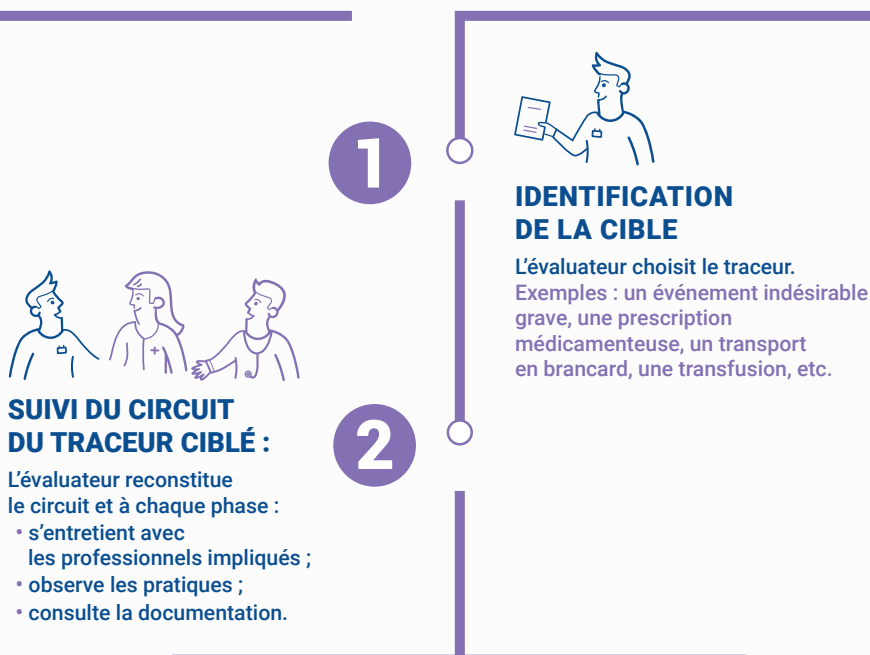 1
IDENTIFICATION
DE LA CIBLE
L’évaluateur choisit le traceur.
Exemples : un événement indésirable
grave, une prescription
médicamenteuse, un transport
en brancard, une transfusion, etc.
2
SUIVI DU CIRCUIT
DU TRACEUR CIBLÉ :
L’évaluateur reconstitue
le circuit et à chaque phase :
• s’entretient avec
les professionnels impliqués ;
• observe les pratiques ;
• consulte la documentation.